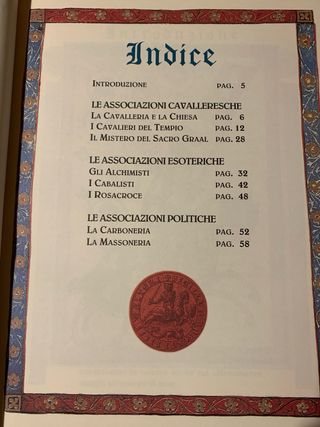 Indice
Introduzione pag. 5
LE ASSOCIAZIONI CAVALLERESCHE
La Cavalleria e la Chiesa pag. 6
I Cavalieri del Tempio pag. 12
Il Mistero del Sacro Graal pag. 28
LE ASSOCIAZIONI ESOTERICHE
Gli Alchimisti pag. 32
I Cabalisti pag. 42
I Rosacroce pag. 48
LE ASSOCIAZIONI POLITICHE
La Carboneria pag. 52
La Massoneria pag. 58